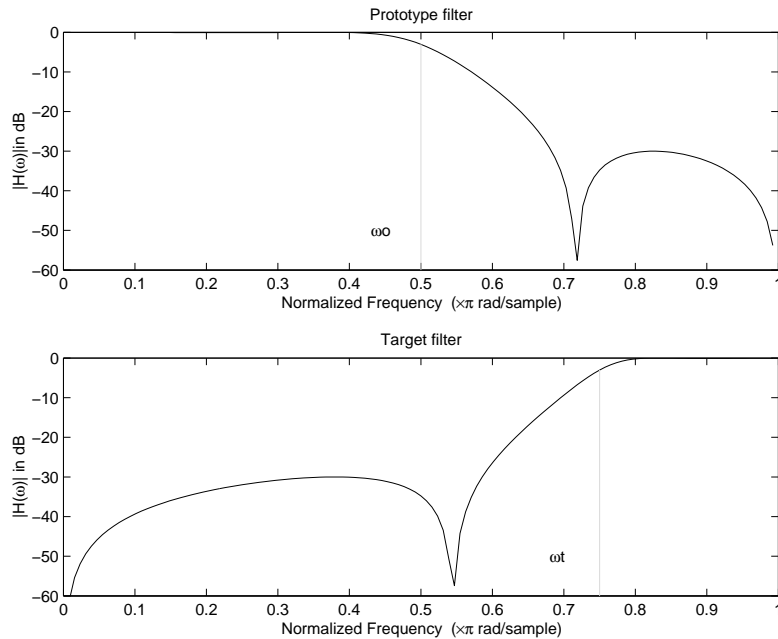 Prototype filter
0
−10
−20
−30
−40
−50
−60
|H(ω)|in dB
ωo
0 0.1 0.2 0.3 0.4 0.5 0.6 0.7 0.8 0.9 1
Normalized Frequency (×π rad/sample)
Target filter
0
−10
−20
−30
−40
−50
−60
|H(ω)| in dB
ωt
0 0.1 0.2 0.3 0.4 0.5 0.6 0.7 0.8 0.9 1
Normalized Frequency (×π rad/sample)